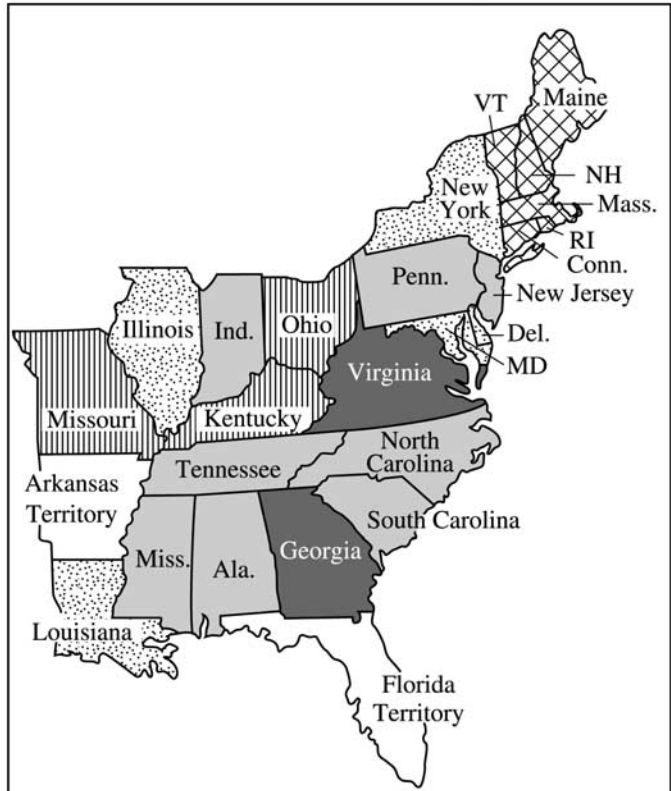 Maine
VT
NH
Mass.
RI
Conn.
New
York
Penn.
New Jersey
Illinois
Ind.
Ohio
Del.
MD
Virginia
Missouri
Kentucky
North
Carolina
Tennessee
Arkansas
Territory
South Carolina
Miss.
Ala.
Georgia
Louisiana
Florida
Territory